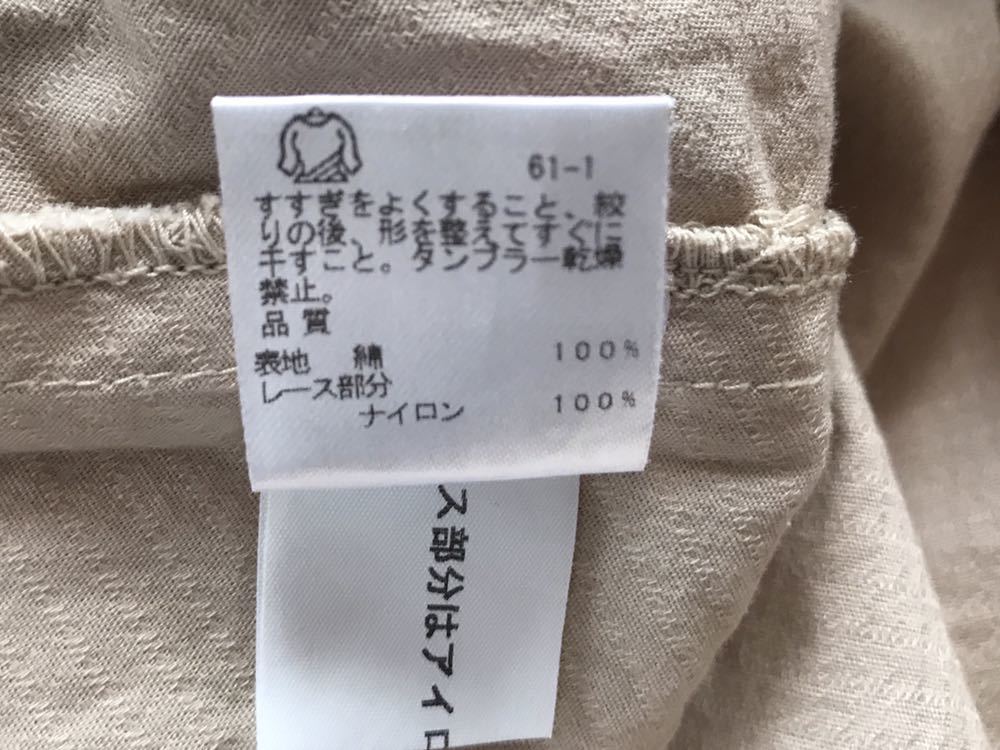 61-1
すすぎをよくすること、絞
りの後、形を整えてすぐに
干すこと。タンブラー乾燥
禁止。
品質
表地 綿 100%
レース部分
ナイロン 100%
ス部分はアイロ